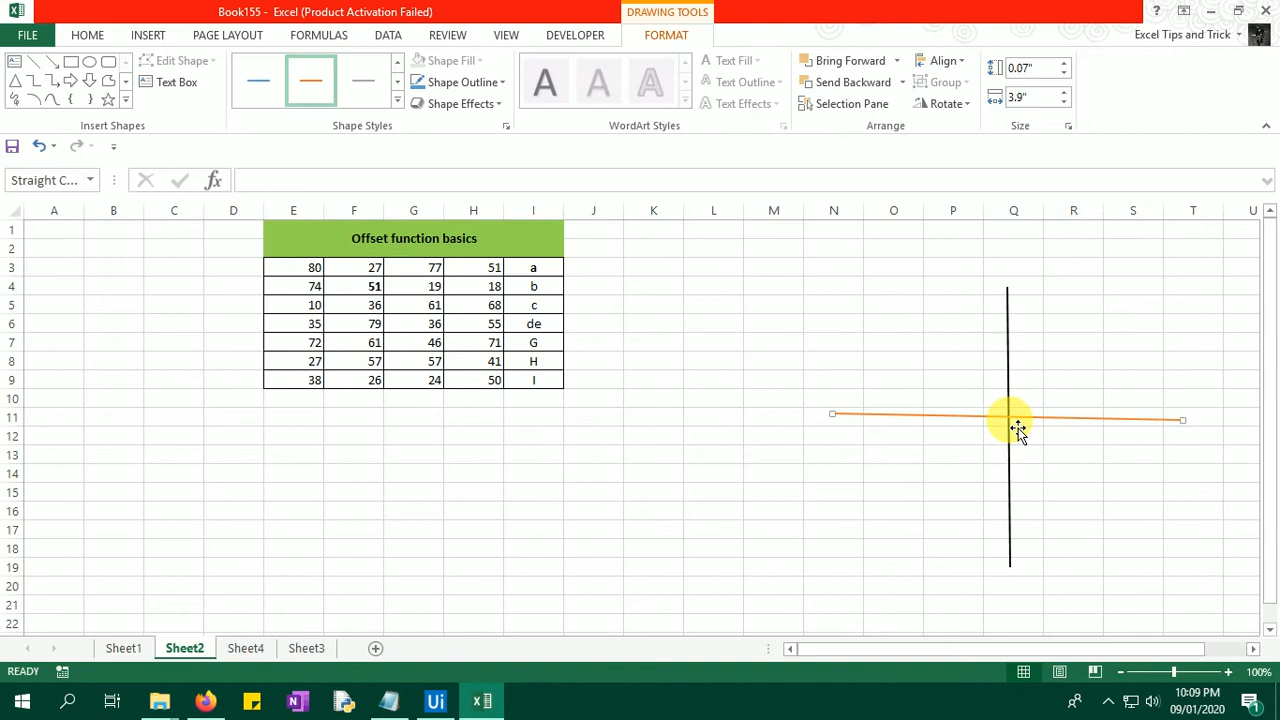 Book155 - Excel (Product Activation Failed)
DRAWING TOOLS
?
FILE HOME INSERT PAGE LAYOUT FORMULAS DATA REVIEW VIEW DEVELOPER FORMAT Excel Tips and Trick
Edit Shape
Text Box
Insert Shapes
Shape Fill
Shape Outline
Shape Effects
Shape Styles
A A A
Text Fill
Text Outline
Text Effects
WordArt Styles
Bring Forward Align
Send Backward Group
Selection Pane Rotate
Arrange
0.07"
3.9"
Size
Straight C... fx
A B C D E F G H I J K L M N O P Q R S T U
1
Offset function basics
2
3 80 27 77 51 a
4 74 51 19 18 b
5 10 36 61 68 c
6 35 79 36 55 de
7 72 61 46 71 G
8 27 57 57 41 H
9 38 26 24 50 I
10
11
12
13
14
15
16
17
18
19
20
21
22
Sheet1 Sheet2 Sheet4 Sheet3
READY 100%
Ui
10:09 PM
09/01/2020
1